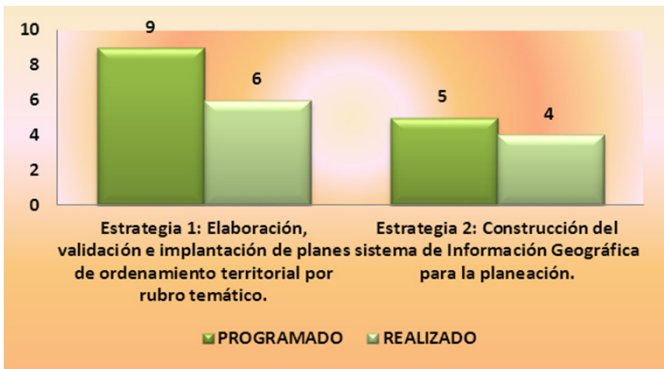 10
9
8
6
6
5
4
4
2
0
Estrategia 1: Elaboración,
validación e implantación de planes
de ordenamiento territorial por
rubro temático.
Estrategia 2: Construcción del
sistema de Información Geográfica
para la planeación.
PROGRAMADO
REALIZADO